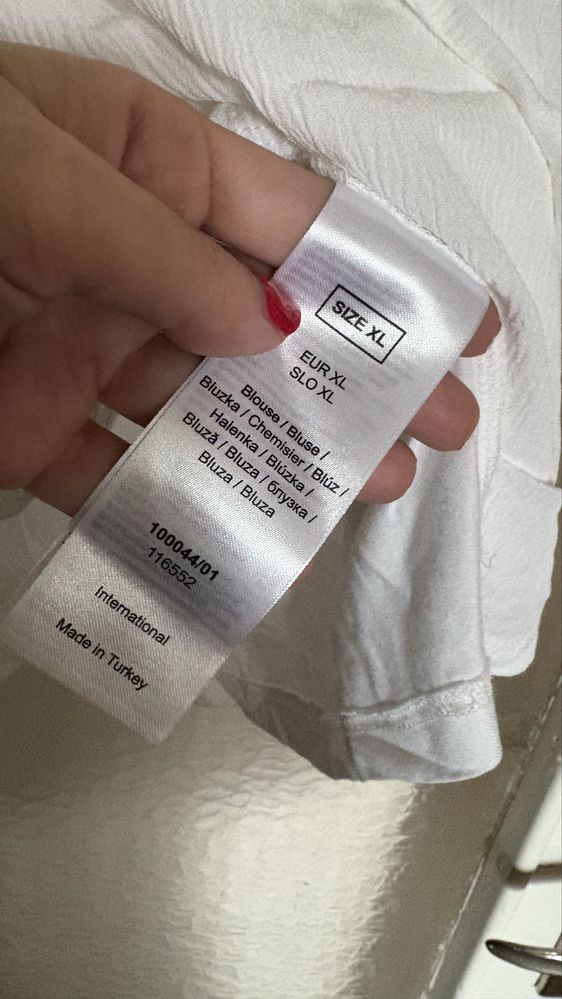 SIZE XL
EUR XL
SLO XL
Blouse / Bluse /
Bluzka / Chemisier / Blúz /
Halenka / Blúzka /
Bluză / Bluza / блузка /
Bluza / Bluza
100044/01
116552
International
Made in Turkey